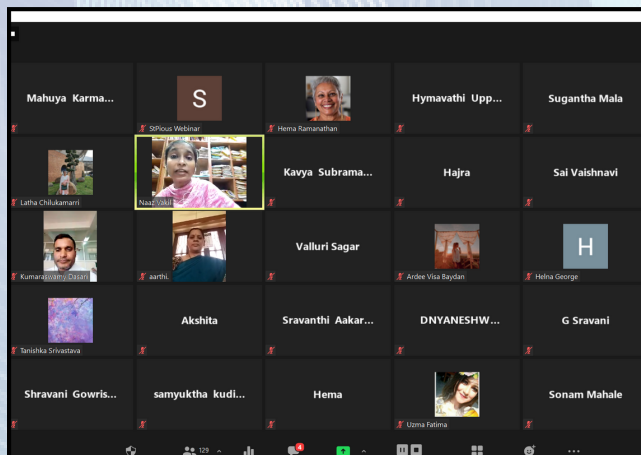 Mahuya Karma...
S
StPious Webinar
Hema Ramanathan
Hymavathi Upp...
Sugantha Mala
Latha Chilukamarri
Naaz Vakil
Kavya Subrama...
Hajra
Sai Vaishnavi
Kumaraswamy Dasari
aarthi.
Valluri Sagar
Ardee Visa Baydan
H
Helna George
Tanishka Srivastava
Akshita
Sravanthi Aakar...
DNYANESHW...
G Sravani
Shravani Gowris...
samyuktha kudi...
Hema
Uzma Fatima
Sonam Mahale
129
4